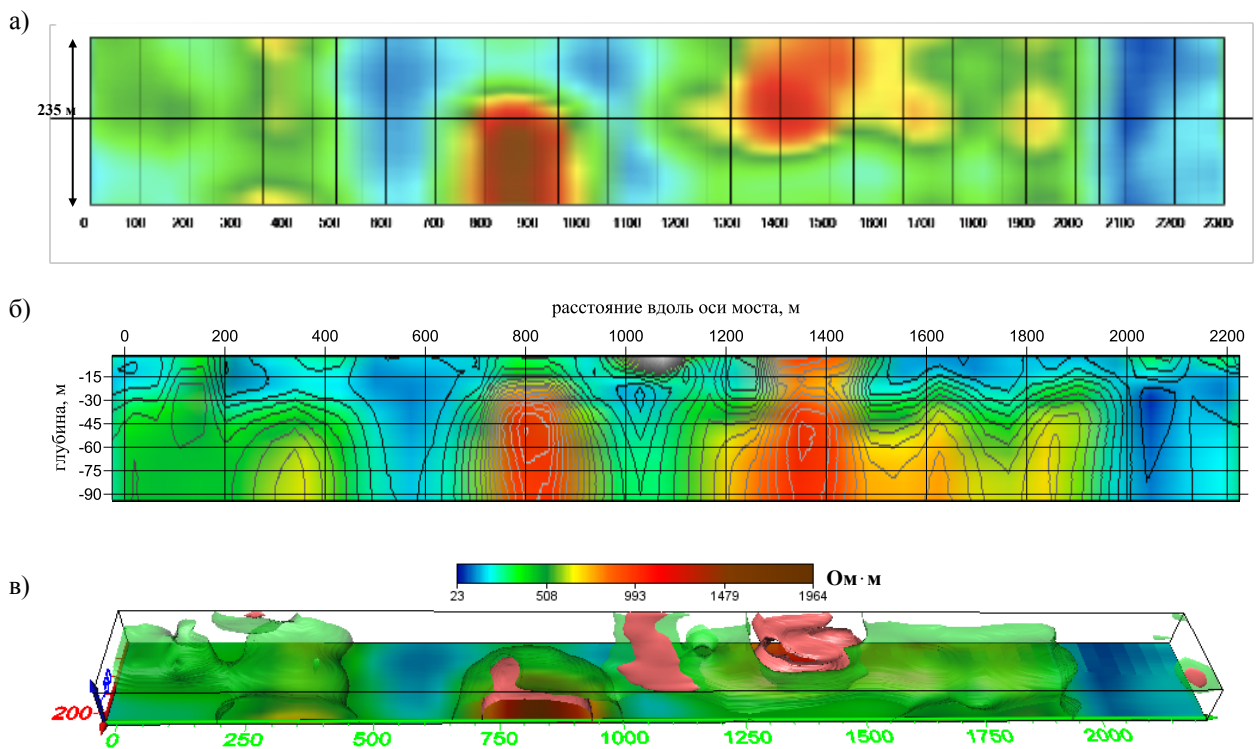 а)
235 м
0 100 200 300 400 500 600 700 800 900 1000 1100 1200 1300 1400 1500 1600 1700 1800 1900 2000 2100 2200 2300
б)
расстояние вдоль оси моста, м
0 200 400 600 800 1000 1200 1400 1600 1800 2000 2200
глубина, м
-15
-30
-45
-60
-75
-90
в)
Ом·м
23 508 993 1479 1964
200
0 250 500 750 1000 1250 1500 1750 2000